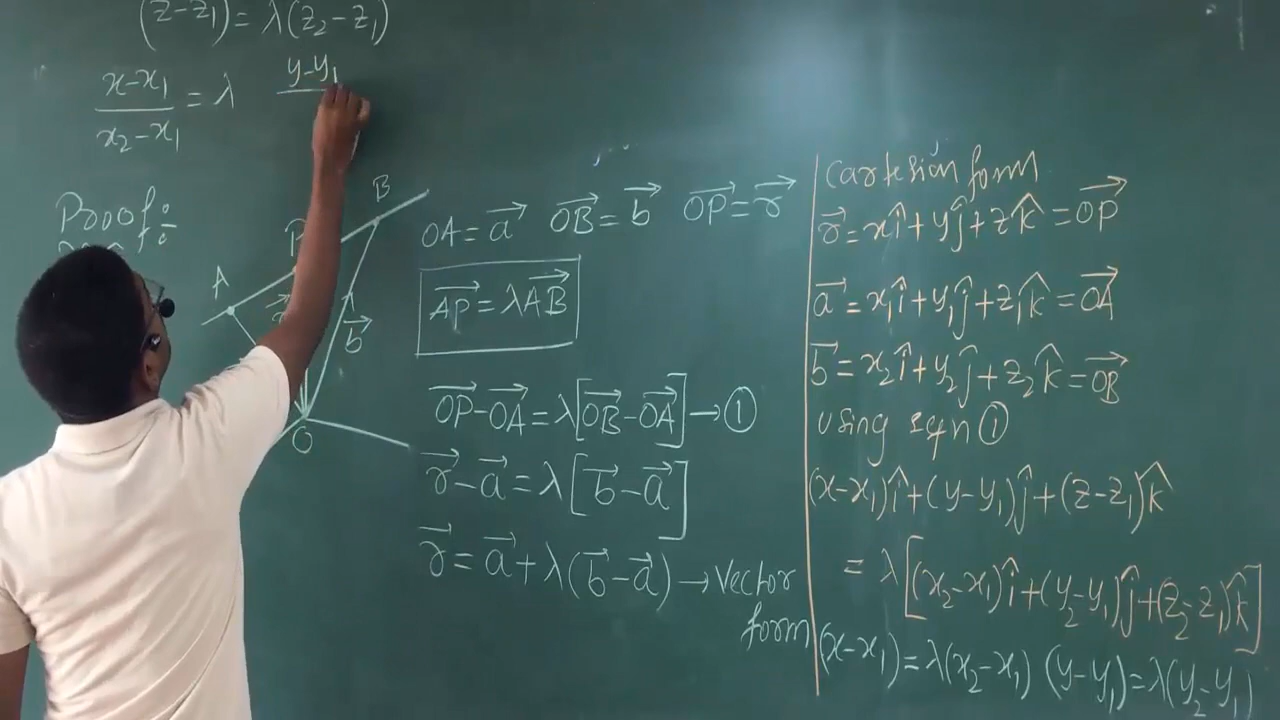 (z-z₁)= λ(z₂-z₁)
x-x₁ / x₂-x₁ = λ
y-y₁
Proof:
A
P
B
b⃗
O
OA = a⃗ OB⃗ = b⃗ OP⃗ = r⃗
AP⃗ = λAB⃗
OP⃗-OA⃗ = λ[OB⃗-OA⃗] → ①
r⃗-a⃗ = λ[b⃗-a⃗]
r⃗ = a⃗+λ(b⃗-a⃗) → Vector
form
Cartesian form
r⃗ = xî+yĵ+zk̂ = OP⃗
a⃗ = x₁î+y₁ĵ+z₁k̂ = OA⃗
b⃗ = x₂î+y₂ĵ+z₂k̂ = OB⃗
using eqn ①
(x-x₁)î+(y-y₁)ĵ+(z-z₁)k̂
= λ[(x₂-x₁)î+(y₂-y₁)ĵ+(z₂-z₁)k̂]
(x-x₁)=λ(x₂-x₁) (y-y₁)=λ(y₂-y₁)